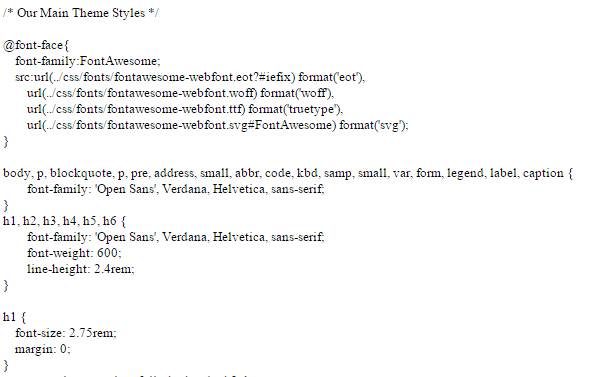 /* Our Main Theme Styles */
@font-face{
font-family:FontAwesome;
src:url(../css/fonts/fontawesome-webfont.eot?#iefix) format('eot'),
url(../css/fonts/fontawesome-webfont.woff) format('woff'),
url(../css/fonts/fontawesome-webfont.ttf) format('truetype'),
url(../css/fonts/fontawesome-webfont.svg#FontAwesome) format('svg');
}
body, p, blockquote, p, pre, address, small, abbr, code, kbd, samp, small, var, form, legend, label, caption {
font-family: 'Open Sans', Verdana, Helvetica, sans-serif;
}
h1, h2, h3, h4, h5, h6 {
font-family: 'Open Sans', Verdana, Helvetica, sans-serif;
font-weight: 600;
line-height: 2.4rem;
}
h1 {
font-size: 2.75rem;
margin: 0;
}